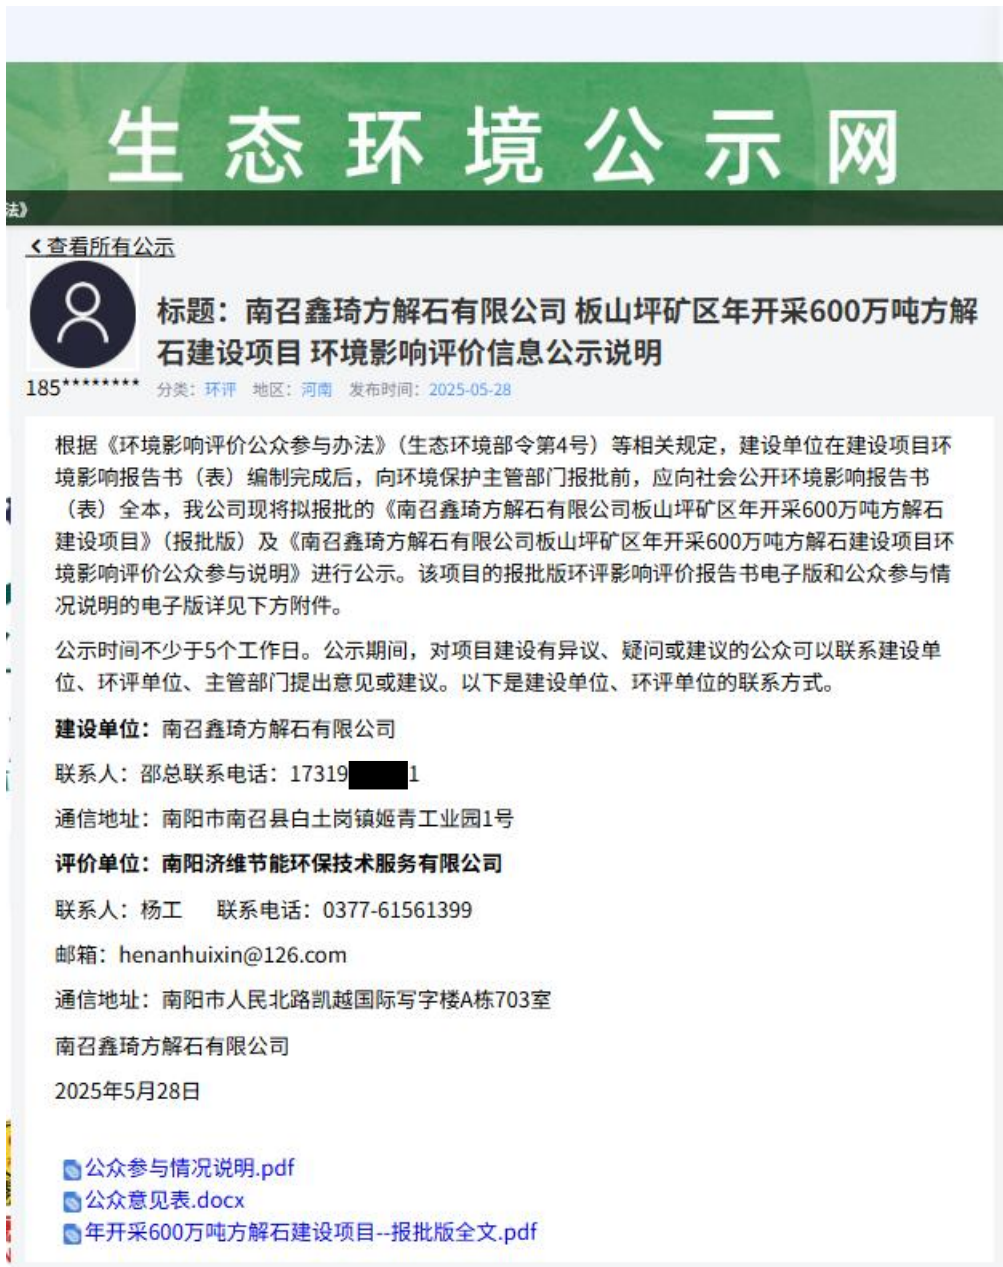 生态环境公示网
法》
查看所有公示
标题：南召鑫琦方解石有限公司 板山坪矿区年开采600万吨方解
石建设项目 环境影响评价信息公示说明
185********
分类：环评 地区：河南 发布时间：2025-05-28
根据《环境影响评价公众参与办法》（生态环境部令第4号）等相关规定，建设单位在建设项目环
境影响报告书（表）编制完成后，向环境保护主管部门报批前，应向社会公开环境影响报告书
（表）全本，我公司现将拟报批的《南召鑫琦方解石有限公司板山坪矿区年开采600万吨方解石
建设项目》（报批版）及《南召鑫琦方解石有限公司板山坪矿区年开采600万吨方解石建设项目环
境影响评价公众参与说明》进行公示。该项目的报批版环评影响评价报告书电子版和公众参与情
况说明的电子版详见下方附件。
公示时间不少于5个工作日。公示期间，对项目建设有异议、疑问或建议的公众可以联系建设单
位、环评单位、主管部门提出意见或建议。以下是建设单位、环评单位的联系方式。
建设单位：南召鑫琦方解石有限公司
联系人：邵总联系电话：17319 1
通信地址：南阳市南召县白土岗镇姬青工业园1号
评价单位：南阳济维节能环保技术服务有限公司
联系人：杨工 联系电话：0377-61561399
邮箱：henanhuixin@126.com
通信地址：南阳市人民北路凯越国际写字楼A栋703室
南召鑫琦方解石有限公司
2025年5月28日
公众参与情况说明.pdf
公众意见表.docx
年开采600万吨方解石建设项目--报批版全文.pdf